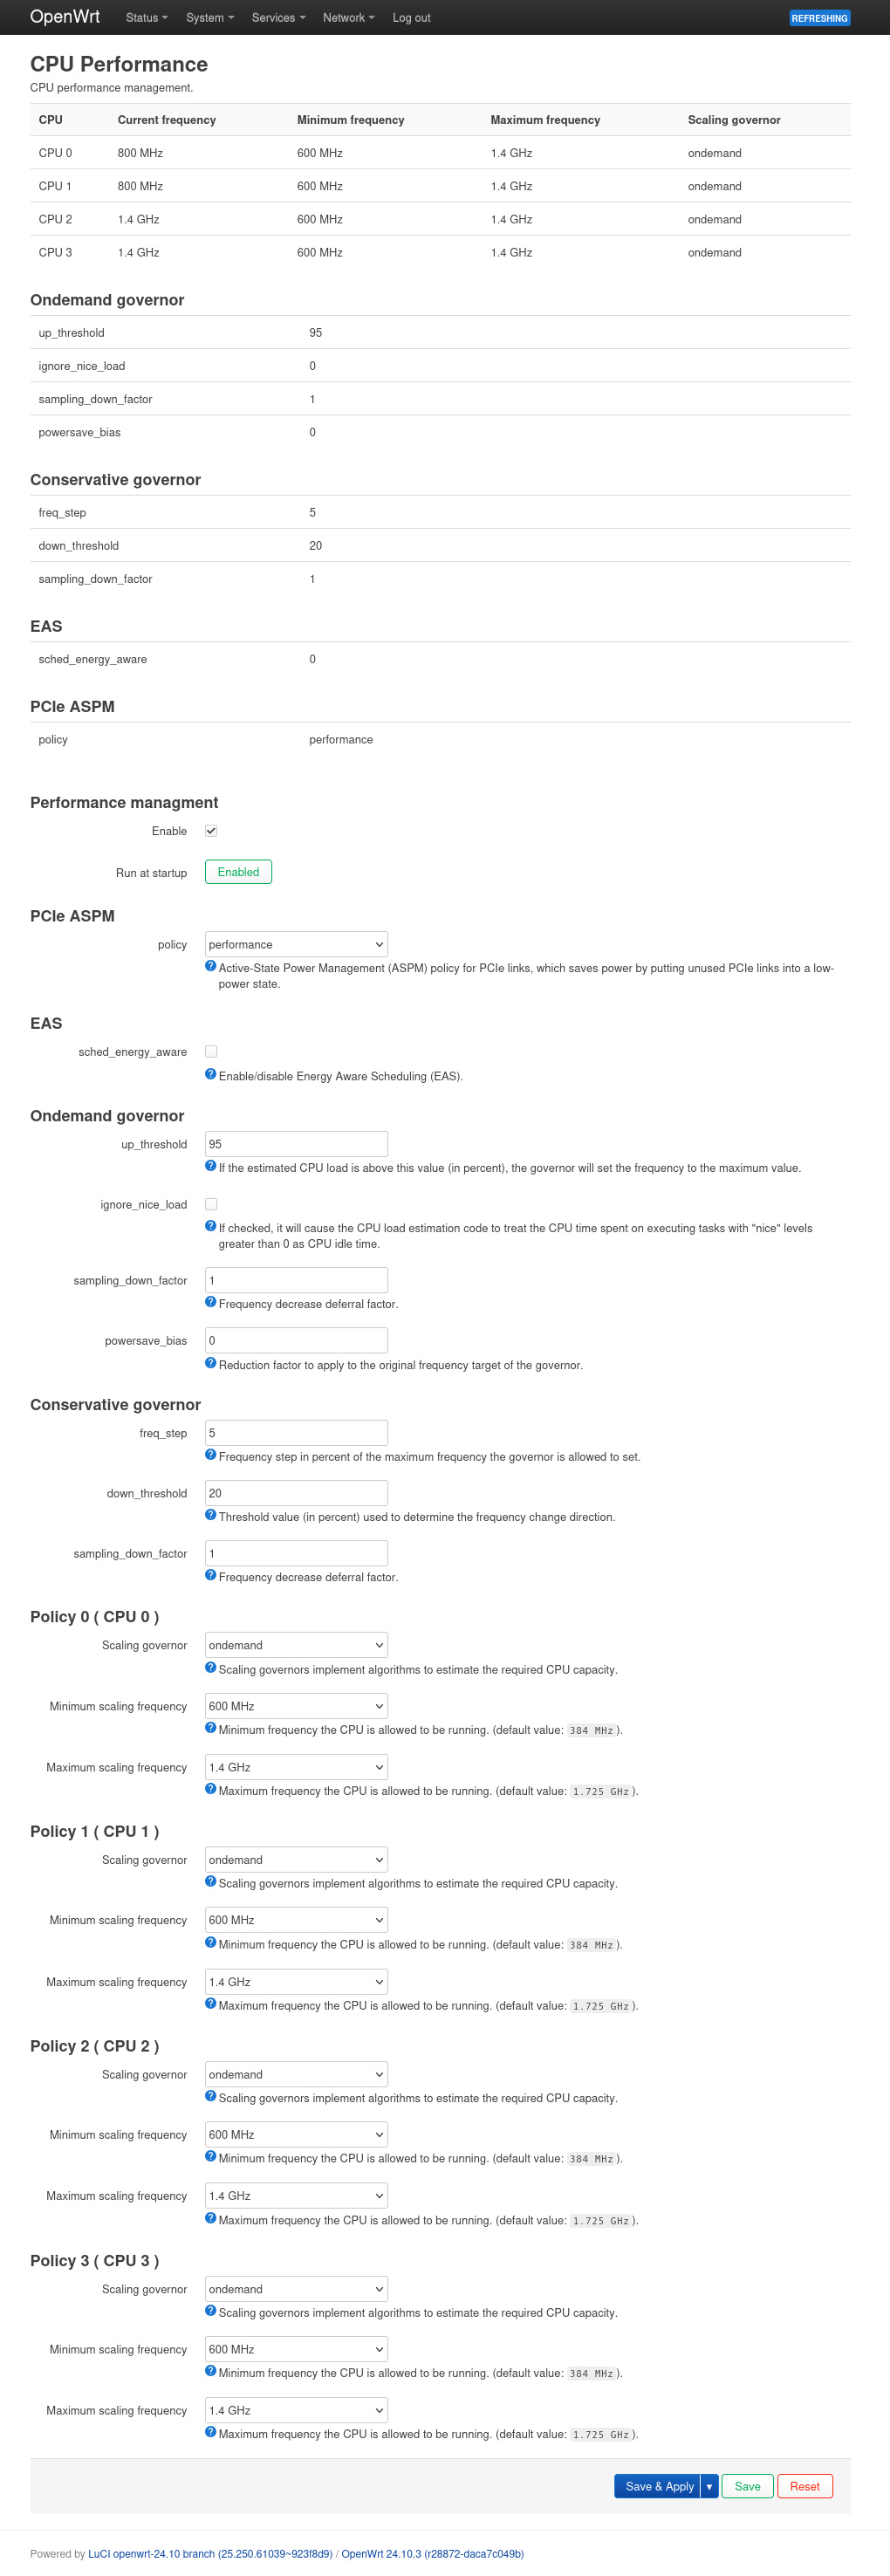 OpenWrt Status System Services Network Log out REFRESHING
CPU Performance
CPU performance management.
CPU Current frequency Minimum frequency Maximum frequency Scaling governor
CPU 0 800 MHz 600 MHz 1.4 GHz ondemand
CPU 1 800 MHz 600 MHz 1.4 GHz ondemand
CPU 2 1.4 GHz 600 MHz 1.4 GHz ondemand
CPU 3 1.4 GHz 600 MHz 1.4 GHz ondemand
Ondemand governor
up_threshold 95
ignore_nice_load 0
sampling_down_factor 1
powersave_bias 0
Conservative governor
freq_step 5
down_threshold 20
sampling_down_factor 1
EAS
sched_energy_aware 0
PCIe ASPM
policy performance
Performance managment
Enable
Run at startup Enabled
PCIe ASPM
policy performance
? Active-State Power Management (ASPM) policy for PCIe links, which saves power by putting unused PCIe links into a low-
power state.
EAS
sched_energy_aware
? Enable/disable Energy Aware Scheduling (EAS).
Ondemand governor
up_threshold 95
? If the estimated CPU load is above this value (in percent), the governor will set the frequency to the maximum value.
ignore_nice_load
? If checked, it will cause the CPU load estimation code to treat the CPU time spent on executing tasks with "nice" levels
greater than 0 as CPU idle time.
sampling_down_factor 1
? Frequency decrease deferral factor.
powersave_bias 0
? Reduction factor to apply to the original frequency target of the governor.
Conservative governor
freq_step 5
? Frequency step in percent of the maximum frequency the governor is allowed to set.
down_threshold 20
? Threshold value (in percent) used to determine the frequency change direction.
sampling_down_factor 1
? Frequency decrease deferral factor.
Policy 0 ( CPU 0 )
Scaling governor ondemand
? Scaling governors implement algorithms to estimate the required CPU capacity.
Minimum scaling frequency 600 MHz
? Minimum frequency the CPU is allowed to be running. (default value: 384 MHz).
Maximum scaling frequency 1.4 GHz
? Maximum frequency the CPU is allowed to be running. (default value: 1.725 GHz).
Policy 1 ( CPU 1 )
Scaling governor ondemand
? Scaling governors implement algorithms to estimate the required CPU capacity.
Minimum scaling frequency 600 MHz
? Minimum frequency the CPU is allowed to be running. (default value: 384 MHz).
Maximum scaling frequency 1.4 GHz
? Maximum frequency the CPU is allowed to be running. (default value: 1.725 GHz).
Policy 2 ( CPU 2 )
Scaling governor ondemand
? Scaling governors implement algorithms to estimate the required CPU capacity.
Minimum scaling frequency 600 MHz
? Minimum frequency the CPU is allowed to be running. (default value: 384 MHz).
Maximum scaling frequency 1.4 GHz
? Maximum frequency the CPU is allowed to be running. (default value: 1.725 GHz).
Policy 3 ( CPU 3 )
Scaling governor ondemand
? Scaling governors implement algorithms to estimate the required CPU capacity.
Minimum scaling frequency 600 MHz
? Minimum frequency the CPU is allowed to be running. (default value: 384 MHz).
Maximum scaling frequency 1.4 GHz
? Maximum frequency the CPU is allowed to be running. (default value: 1.725 GHz).
Save & Apply ▾ Save Reset
Powered by LuCI openwrt-24.10 branch (25.250.61039~923f8d9) / OpenWrt 24.10.3 (r28872-daca7c049b)